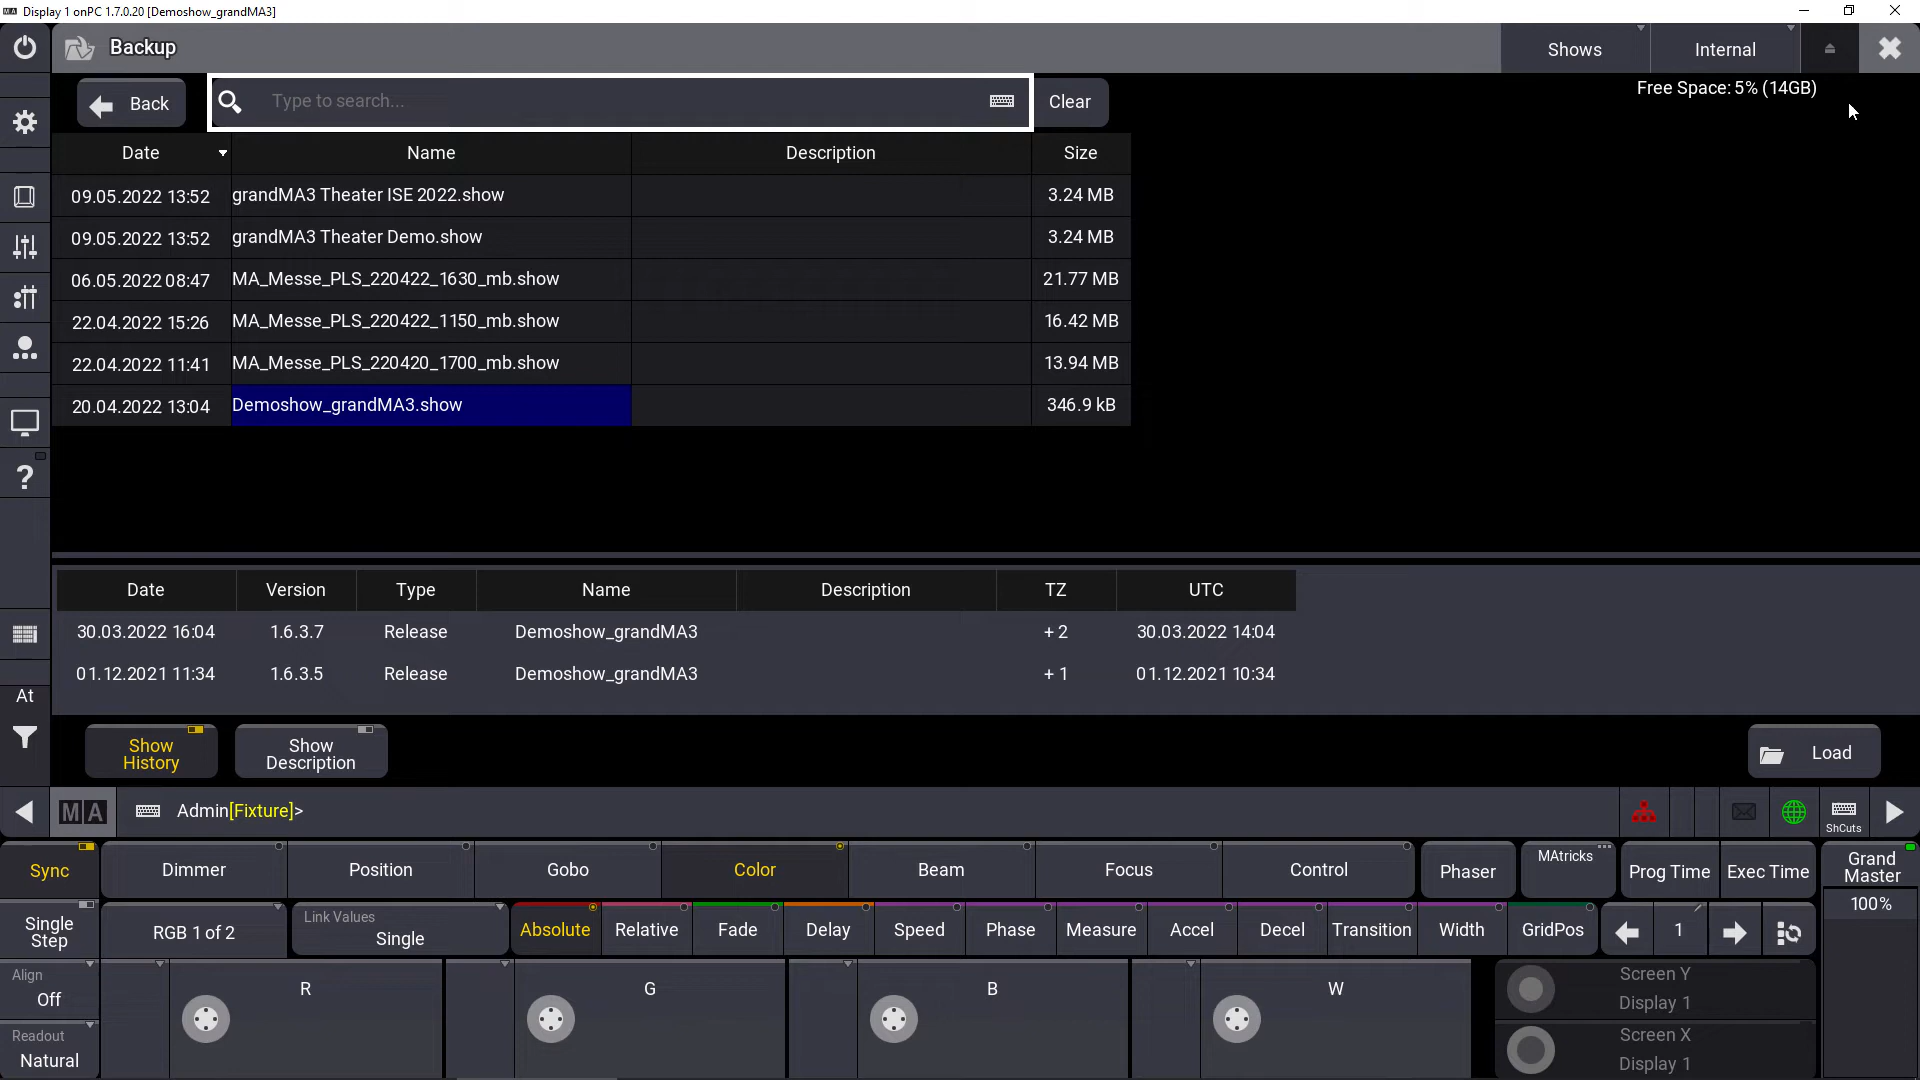 Display 1 onPC 1.7.0.20 [Demoshow_grandMA3]
Backup
Shows
Internal
Back
Type to search...
Clear
Free Space: 5% (14GB)
Date Name Description Size
09.05.2022 13:52 grandMA3 Theater ISE 2022.show 3.24 MB
09.05.2022 13:52 grandMA3 Theater Demo.show 3.24 MB
06.05.2022 08:47 MA_Messe_PLS_220422_1630_mb.show 21.77 MB
22.04.2022 15:26 MA_Messe_PLS_220422_1150_mb.show 16.42 MB
22.04.2022 11:41 MA_Messe_PLS_220420_1700_mb.show 13.94 MB
20.04.2022 13:04 Demoshow_grandMA3.show 346.9 kB
?
Date Version Type Name Description TZ UTC
30.03.2022 16:04 1.6.3.7 Release Demoshow_grandMA3 + 2 30.03.2022 14:04
01.12.2021 11:34 1.6.3.5 Release Demoshow_grandMA3 + 1 01.12.2021 10:34
At
Show
History
Show
Description
Load
MA
Admin[Fixture]>
ShCuts
Sync
Dimmer
Position
Gobo
Color
Beam
Focus
Control
Phaser
MAtricks
Prog Time
Exec Time
Grand
Master
100%
Single
Step
RGB 1 of 2
Link Values
Single
Absolute
Relative
Fade
Delay
Speed
Phase
Measure
Accel
Decel
Transition
Width
GridPos
1
Align
Off
R
G
B
W
Screen Y
Display 1
Readout
Natural
Screen X
Display 1